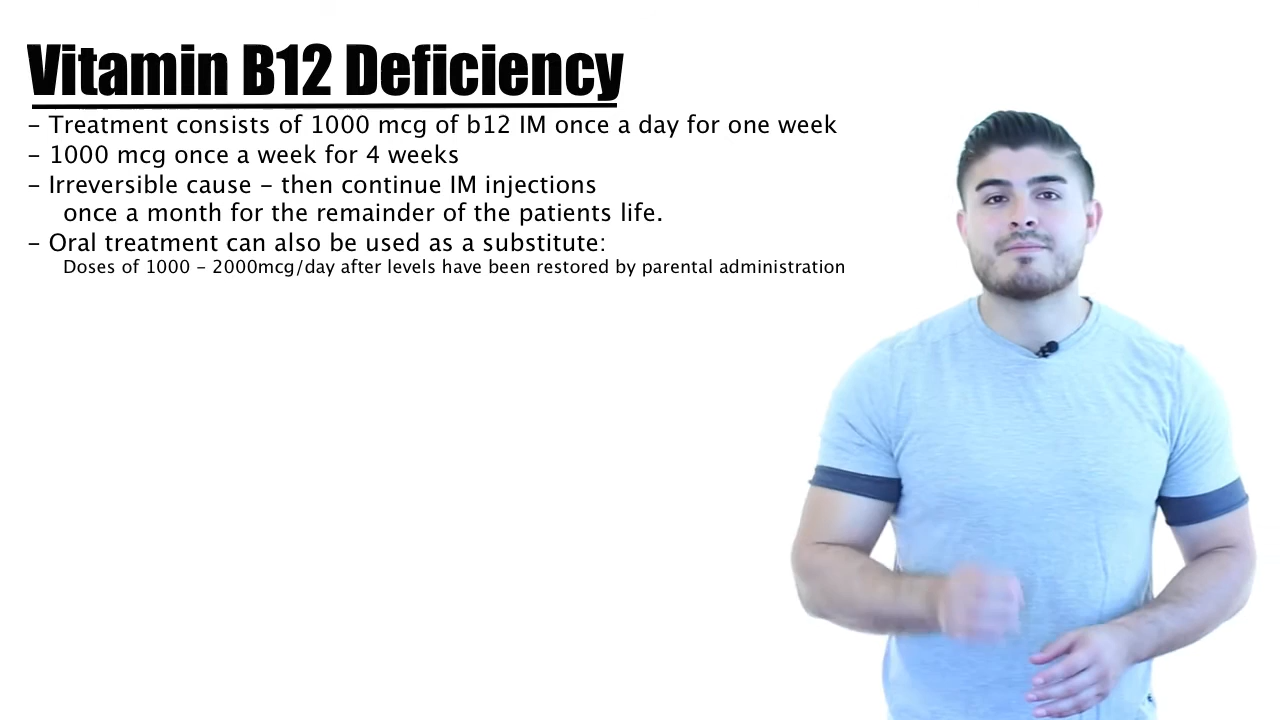 Vitamin B12 Deficiency
– Treatment consists of 1000 mcg of b12 IM once a day for one week
– 1000 mcg once a week for 4 weeks
– Irreversible cause – then continue IM injections
once a month for the remainder of the patients life.
– Oral treatment can also be used as a substitute:
Doses of 1000 – 2000mcg/day after levels have been restored by parental administration